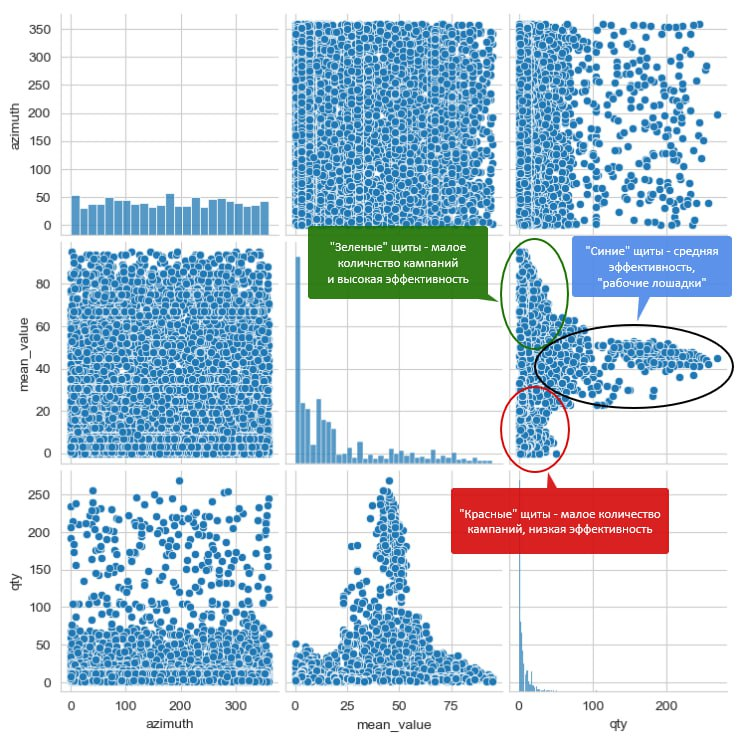 350
300
250
200
150
100
50
0
azimuth
"Зеленые" щиты - малое
количнство кампаний
и высокая эффективность
"Синие" щиты - средняя
эффективность,
"рабочие лошадки"
80
60
40
20
0
mean_value
"Красные" щиты - малое количество
кампаний, низкая эффективность
250
200
150
100
50
0
qty
0 100 200 300
azimuth
0 25 50 75
mean_value
0 100 200
qty